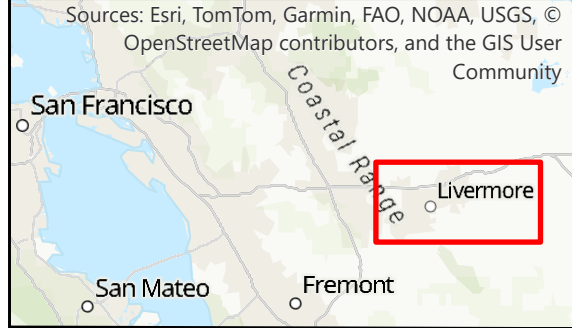 Sources: Esri, TomTom, Garmin, FAO, NOAA, USGS, ©
OpenStreetMap contributors, and the GIS User
Community
Coastal Range
San Francisco
Livermore
San Mateo
Fremont